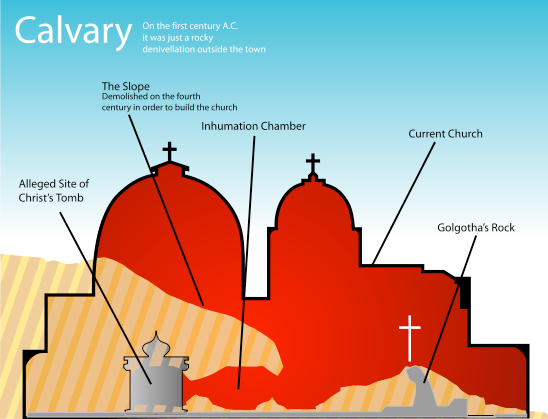 Calvary
On the first century A.C.
it was just a rocky
denivellation outside the town
The Slope
Demolished on the fourth
century in order to build the church
Inhumation Chamber
Current Church
Alleged Site of
Christ's Tomb
Golgotha's Rock